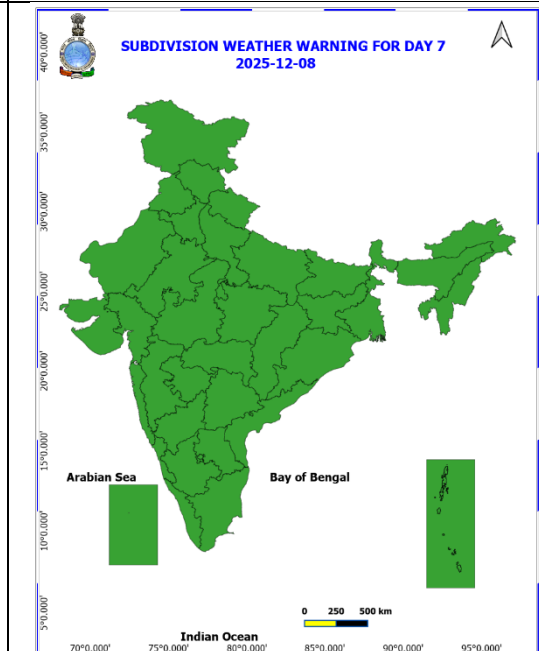 SUBDIVISION WEATHER WARNING FOR DAY 7
2025-12-08
40°0.000'
35°0.000'
30°0.000'
25°0.000'
20°0.000'
15°0.000'
10°0.000'
5°0.000'
Arabian Sea
Bay of Bengal
0 250 500 km
Indian Ocean
70°0.000' 75°0.000' 80°0.000' 85°0.000' 90°0.000' 95°0.000'